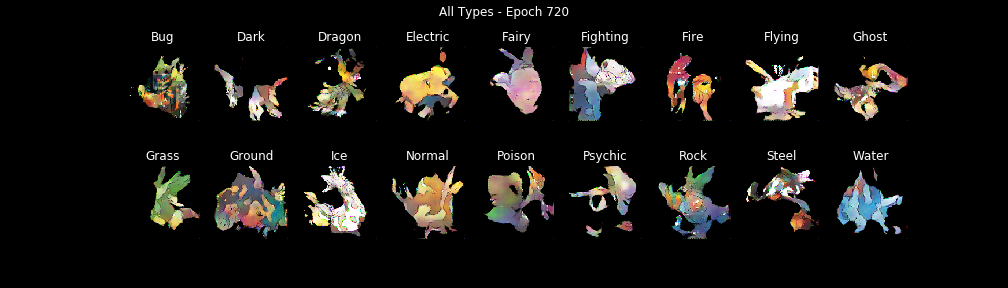 All Types - Epoch 720
Bug Dark Dragon Electric Fairy Fighting Fire Flying Ghost
Grass Ground Ice Normal Poison Psychic Rock Steel Water